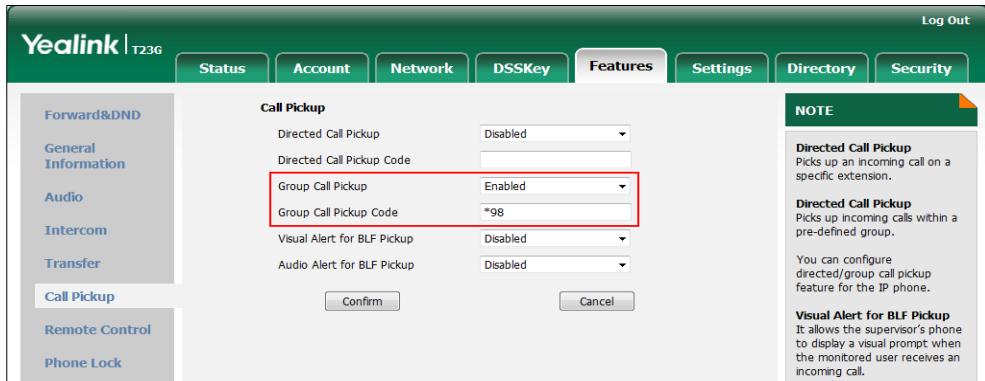 Log Out
Yealink T23G
Status Account Network DSSKey Features Settings Directory Security
Forward&DND
General
Information
Audio
Intercom
Transfer
Call Pickup
Remote Control
Phone Lock
Call Pickup
Directed Call Pickup Disabled
Directed Call Pickup Code
Group Call Pickup Enabled
Group Call Pickup Code *98
Visual Alert for BLF Pickup Disabled
Audio Alert for BLF Pickup Disabled
Confirm Cancel
NOTE
Directed Call Pickup
Picks up an incoming call on a
specific extension.
Directed Call Pickup
Picks up incoming calls within a
pre-defined group.
You can configure
directed/group call pickup
feature for the IP phone.
Visual Alert for BLF Pickup
It allows the supervisor's phone
to display a visual prompt when
the monitored user receives an
incoming call.